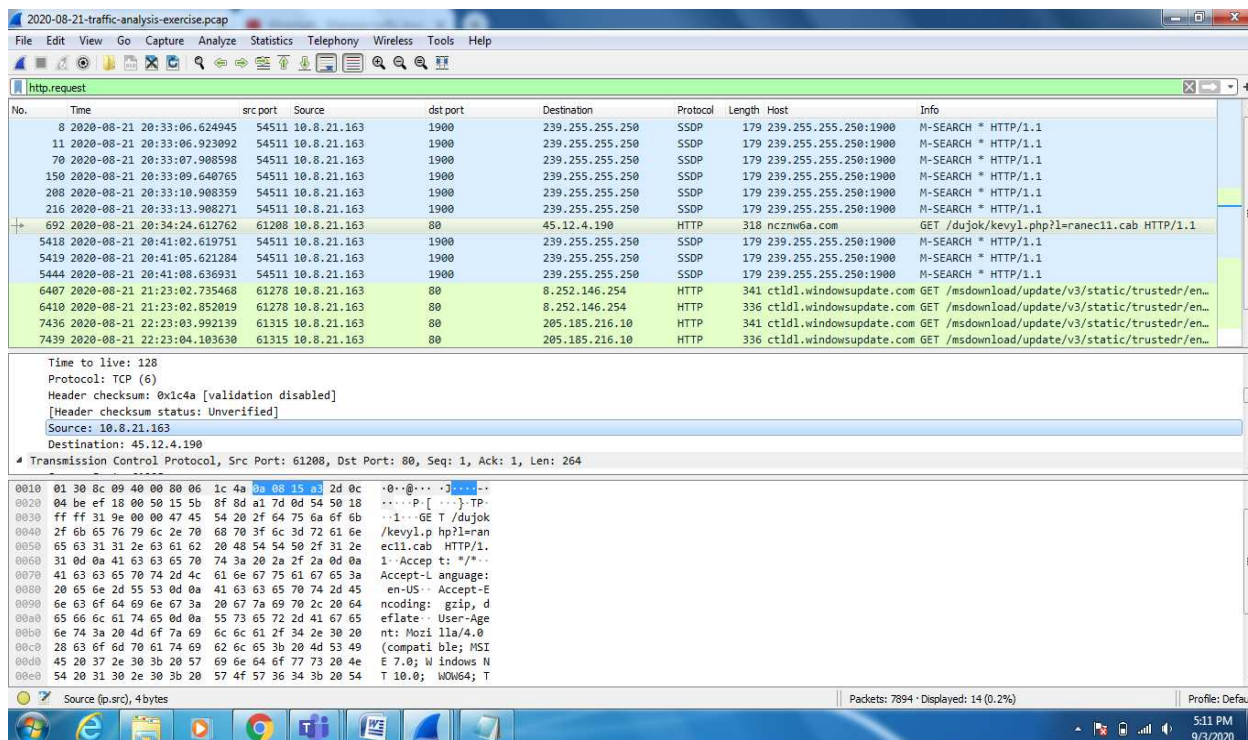 2020-08-21-traffic-analysis-exercise.pcap
File Edit View Go Capture Analyze Statistics Telephony Wireless Tools Help
http.request
No. Time src port Source dst port Destination Protocol Length Host Info
8 2020-08-21 20:33:06.624945 54511 10.8.21.163 1900 239.255.255.250 SSDP 179 239.255.255.250:1900 M-SEARCH * HTTP/1.1
11 2020-08-21 20:33:06.923092 54511 10.8.21.163 1900 239.255.255.250 SSDP 179 239.255.255.250:1900 M-SEARCH * HTTP/1.1
70 2020-08-21 20:33:07.908598 54511 10.8.21.163 1900 239.255.255.250 SSDP 179 239.255.255.250:1900 M-SEARCH * HTTP/1.1
150 2020-08-21 20:33:09.640765 54511 10.8.21.163 1900 239.255.255.250 SSDP 179 239.255.255.250:1900 M-SEARCH * HTTP/1.1
208 2020-08-21 20:33:10.908359 54511 10.8.21.163 1900 239.255.255.250 SSDP 179 239.255.255.250:1900 M-SEARCH * HTTP/1.1
216 2020-08-21 20:33:13.908271 54511 10.8.21.163 1900 239.255.255.250 SSDP 179 239.255.255.250:1900 M-SEARCH * HTTP/1.1
692 2020-08-21 20:34:24.612762 61208 10.8.21.163 80 45.12.4.190 HTTP 318 ncznw6a.com GET /dujok/kevyl.php?l=ranec11.cab HTTP/1.1
5418 2020-08-21 20:41:02.619751 54511 10.8.21.163 1900 239.255.255.250 SSDP 179 239.255.255.250:1900 M-SEARCH * HTTP/1.1
5419 2020-08-21 20:41:05.621284 54511 10.8.21.163 1900 239.255.255.250 SSDP 179 239.255.255.250:1900 M-SEARCH * HTTP/1.1
5444 2020-08-21 20:41:08.636931 54511 10.8.21.163 1900 239.255.255.250 SSDP 179 239.255.255.250:1900 M-SEARCH * HTTP/1.1
6407 2020-08-21 21:23:02.735468 61278 10.8.21.163 80 8.252.146.254 HTTP 341 ctldl.windowsupdate.com GET /msdownload/update/v3/static/trustedr/en…
6410 2020-08-21 21:23:02.852019 61278 10.8.21.163 80 8.252.146.254 HTTP 336 ctldl.windowsupdate.com GET /msdownload/update/v3/static/trustedr/en…
7436 2020-08-21 22:23:03.992139 61315 10.8.21.163 80 205.185.216.10 HTTP 341 ctldl.windowsupdate.com GET /msdownload/update/v3/static/trustedr/en…
7439 2020-08-21 22:23:04.103630 61315 10.8.21.163 80 205.185.216.10 HTTP 336 ctldl.windowsupdate.com GET /msdownload/update/v3/static/trustedr/en…
Time to live: 128
Protocol: TCP (6)
Header checksum: 0x1c4a [validation disabled]
[Header checksum status: Unverified]
Source: 10.8.21.163
Destination: 45.12.4.190
Transmission Control Protocol, Src Port: 61208, Dst Port: 80, Seq: 1, Ack: 1, Len: 264
0010 01 30 8c 09 40 00 80 06 1c 4a 0a 08 15 a3 2d 0c ·0··@··· ·J····-·
0020 04 be ef 18 00 50 15 5b 8f 8d a1 7d 0d 54 50 18 ·····P·[ ···}·TP·
0030 ff ff 31 9e 00 00 47 45 54 20 2f 64 75 6a 6f 6b ··1···GE T /dujok
0040 2f 6b 65 76 79 6c 2e 70 68 70 3f 6c 3d 72 61 6e /kevyl.p hp?l=ran
0050 65 63 31 31 2e 63 61 62 20 48 54 54 50 2f 31 2e ec11.cab HTTP/1.
0060 31 0d 0a 41 63 63 65 70 74 3a 20 2a 2f 2a 0d 0a 1··Accep t: */*··
0070 41 63 63 65 70 74 2d 4c 61 6e 67 75 61 67 65 3a Accept-L anguage:
0080 20 65 6e 2d 55 53 0d 0a 41 63 63 65 70 74 2d 45 en-US·· Accept-E
0090 6e 63 6f 64 69 6e 67 3a 20 67 7a 69 70 2c 20 64 ncoding: gzip, d
00a0 65 66 6c 61 74 65 0d 0a 55 73 65 72 2d 41 67 65 eflate·· User-Age
00b0 6e 74 3a 20 4d 6f 7a 69 6c 6c 61 2f 34 2e 30 20 nt: Mozi lla/4.0
00c0 28 63 6f 6d 70 61 74 69 62 6c 65 3b 20 4d 53 49 (compati ble; MSI
00d0 45 20 37 2e 30 3b 20 57 69 6e 64 6f 77 73 20 4e E 7.0; W indows N
00e0 54 20 31 30 2e 30 3b 20 57 4f 57 36 34 3b 20 54 T 10.0; WOW64; T
Source (ip.src), 4 bytes Packets: 7894 · Displayed: 14 (0.2%) Profile: Defau
5:11 PM
9/3/2020